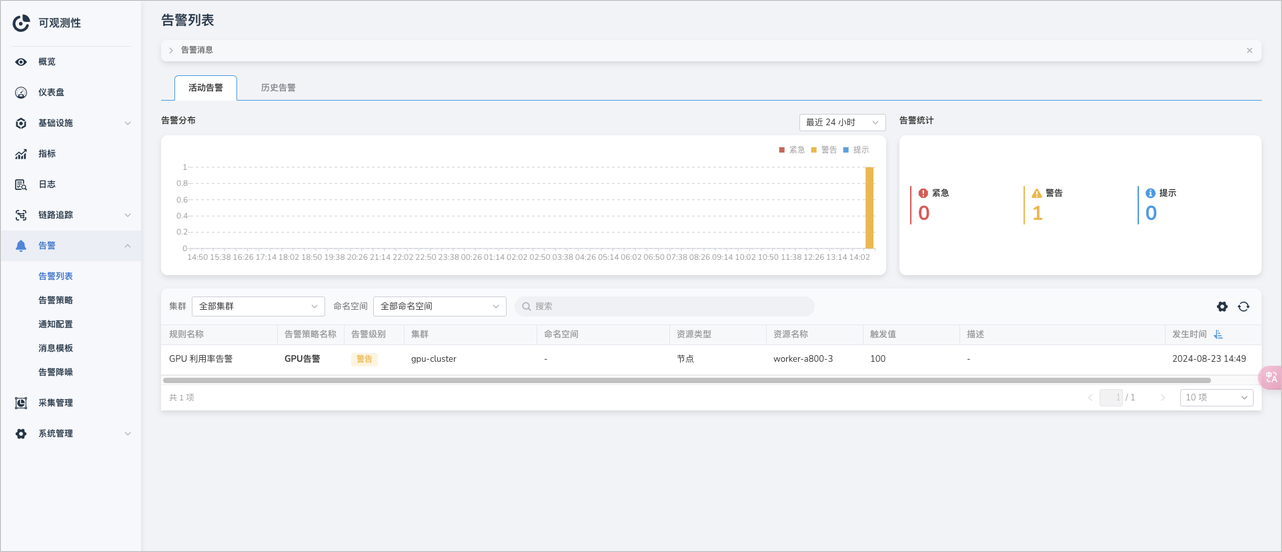 可观测性
概览
仪表盘
基础设施
指标
日志
链路追踪
告警
告警列表
告警策略
通知配置
消息模板
告警降噪
采集管理
系统管理
告警列表
告警消息
活动告警 历史告警
告警分布 最近 24 小时
紧急 警告 提示
1
0.8
0.6
0.4
0.2
0
14:50 15:38 16:26 17:14 18:02 18:50 19:38 20:26 21:14 22:02 22:50 23:38 00:26 01:14 02:02 02:50 03:38 04:26 05:14 06:02 06:50 07:38 08:26 09:14 10:02 10:50 11:38 12:26 13:14 14:02
告警统计
紧急 警告 提示
0 1 0
集群 全部集群 命名空间 全部命名空间 搜索
规则名称 告警策略名称 告警级别 集群 命名空间 资源类型 资源名称 触发值 描述 发生时间
GPU 利用率告警 GPU告警 警告 gpu-cluster - 节点 worker-a800-3 100 - 2024-08-23 14:49
共 1 项 1 / 1 10 项